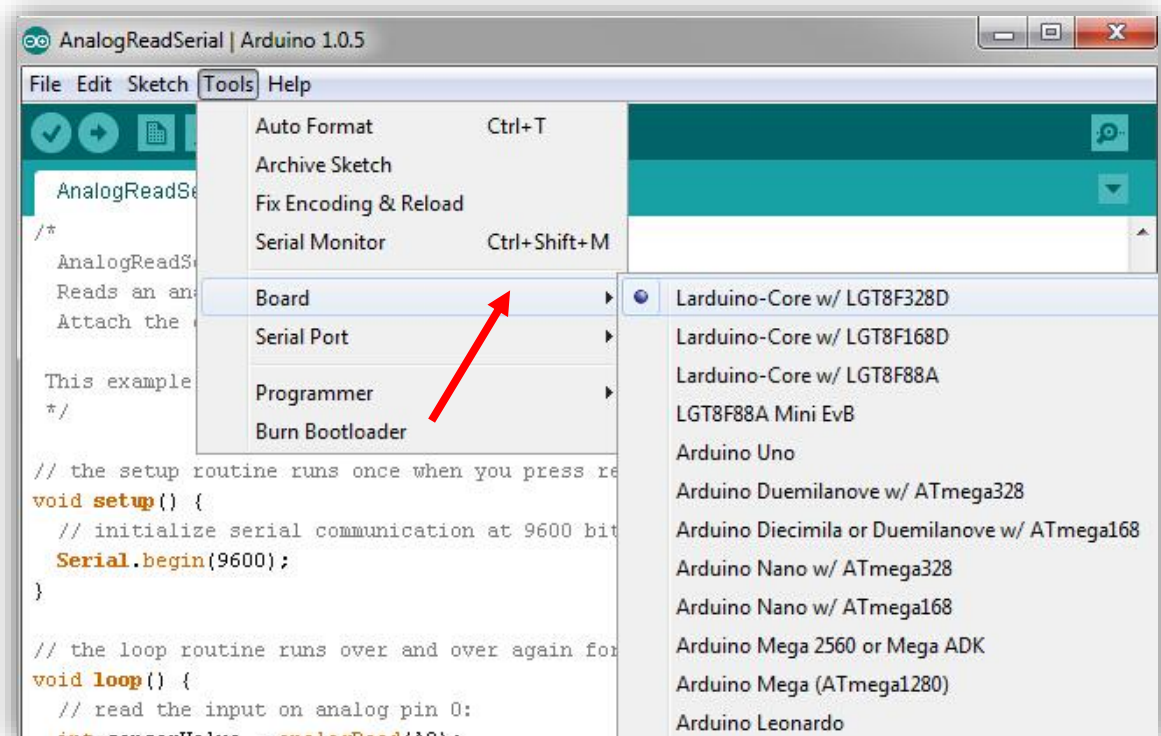 AnalogReadSerial | Arduino 1.0.5
File Edit Sketch Tools Help
Auto Format Ctrl+T
Archive Sketch
Fix Encoding & Reload
Serial Monitor Ctrl+Shift+M
Board
Serial Port
Programmer
Burn Bootloader
Larduino-Core w/ LGT8F328D
Larduino-Core w/ LGT8F168D
Larduino-Core w/ LGT8F88A
LGT8F88A Mini EvB
Arduino Uno
Arduino Duemilanove w/ ATmega328
Arduino Diecimila or Duemilanove w/ ATmega168
Arduino Nano w/ ATmega328
Arduino Nano w/ ATmega168
Arduino Mega 2560 or Mega ADK
Arduino Mega (ATmega1280)
Arduino Leonardo
AnalogReadSe
/*
AnalogReadS
Reads an an
Attach the
This example
*/
// the setup routine runs once when you press re
void setup() {
// initialize serial communication at 9600 bit
Serial.begin(9600);
}
// the loop routine runs over and over again for
void loop() {
// read the input on analog pin 0: